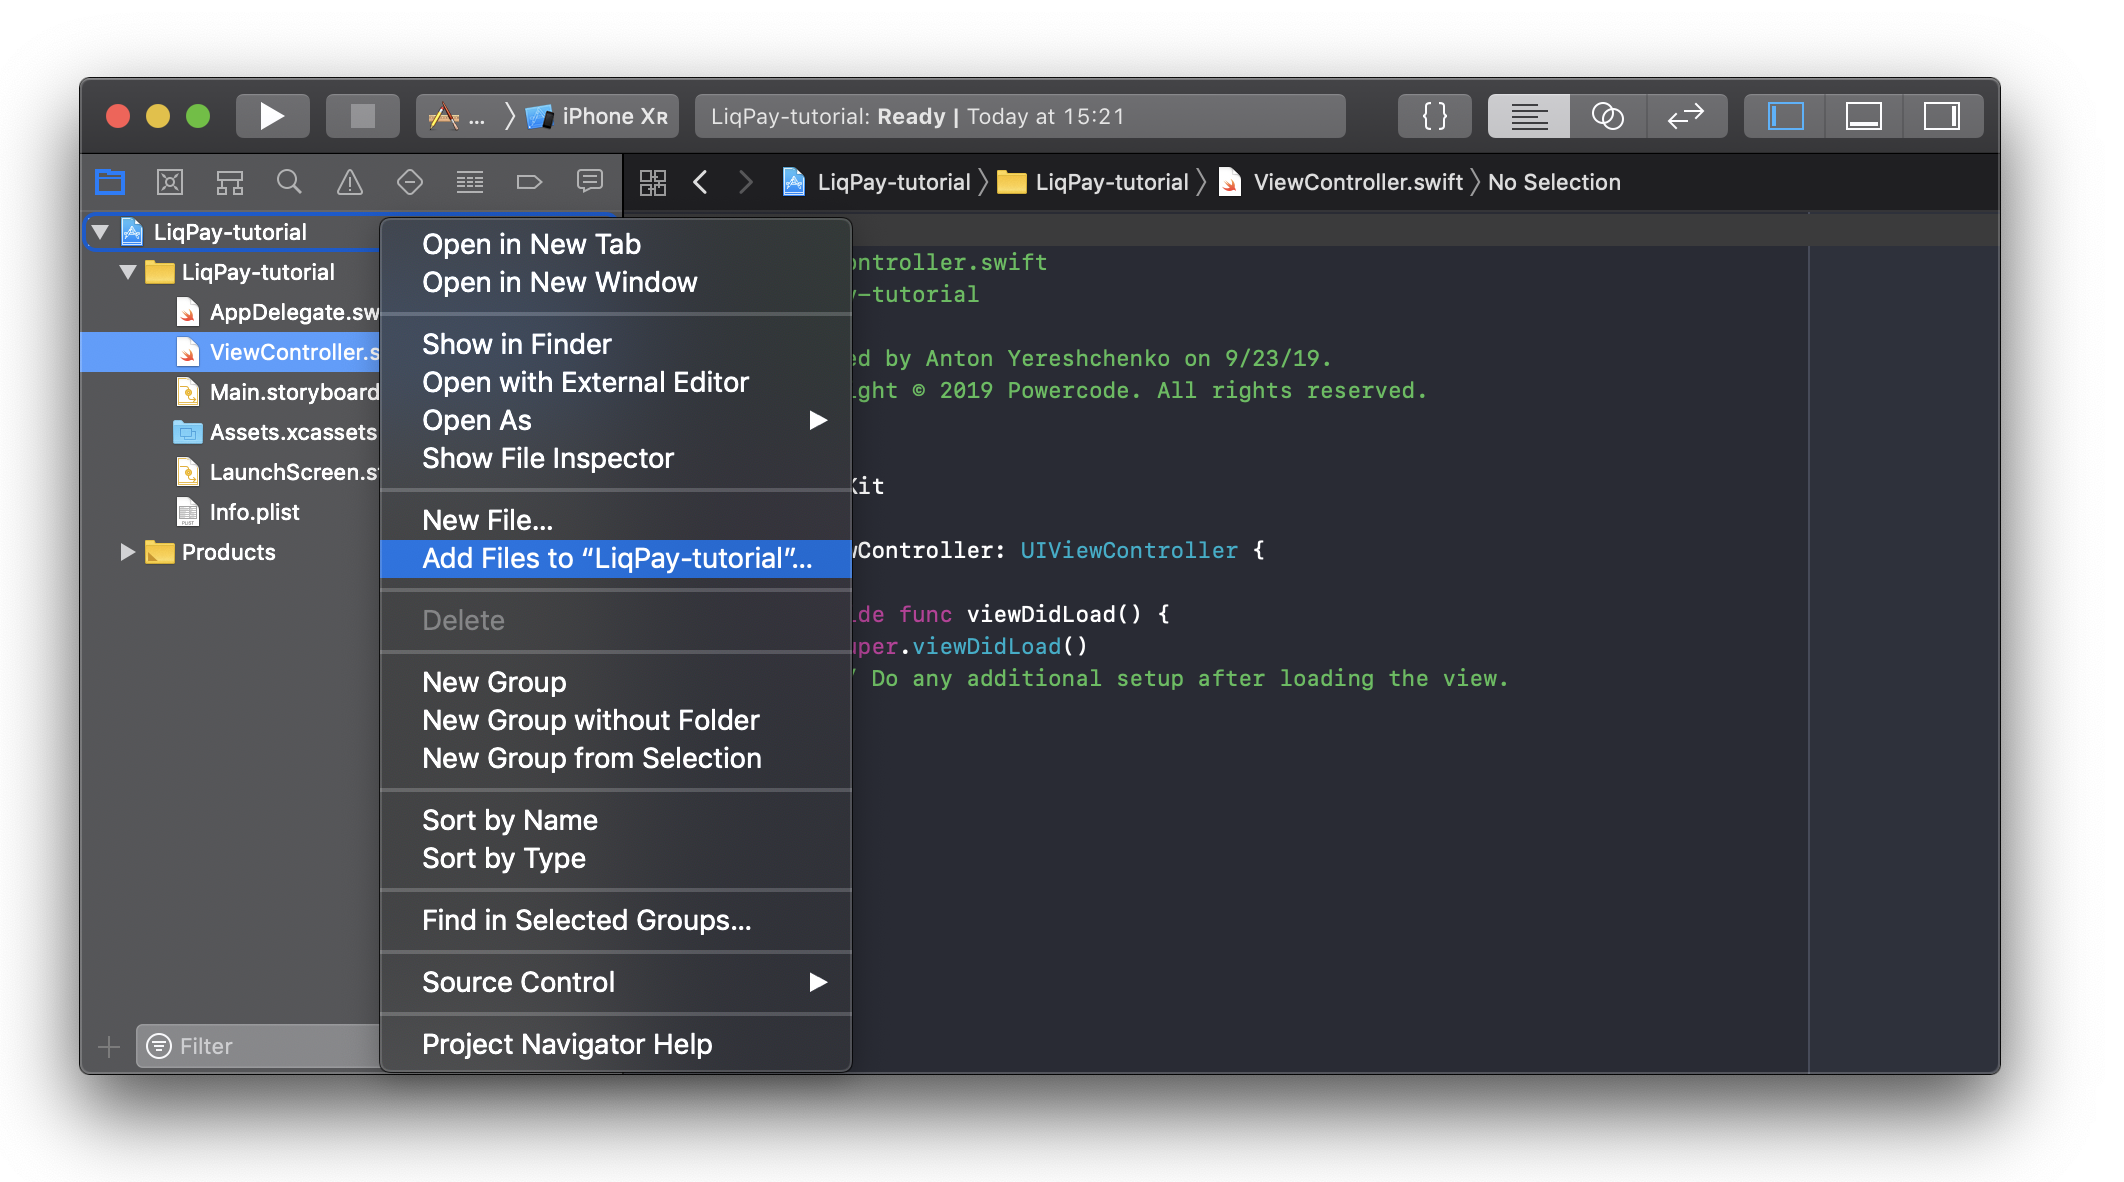 ... iPhone XR
LiqPay-tutorial: Ready | Today at 15:21
{ }
LiqPay-tutorial LiqPay-tutorial ViewController.swift No Selection
LiqPay-tutorial
LiqPay-tutorial
AppDelegate.sw
ViewController.s
Main.storyboard
Assets.xcassets
LaunchScreen.s
Info.plist
Products
Filter
Open in New Tab
Open in New Window
Show in Finder
Open with External Editor
Open As
Show File Inspector
New File...
Add Files to “LiqPay-tutorial”...
Delete
New Group
New Group without Folder
New Group from Selection
Sort by Name
Sort by Type
Find in Selected Groups...
Source Control
Project Navigator Help
ontroller.swift
-tutorial
ed by Anton Yereshchenko on 9/23/19.
ght © 2019 Powercode. All rights reserved.
Kit
Controller: UIViewController {
ide func viewDidLoad() {
uper.viewDidLoad()
/ Do any additional setup after loading the view.